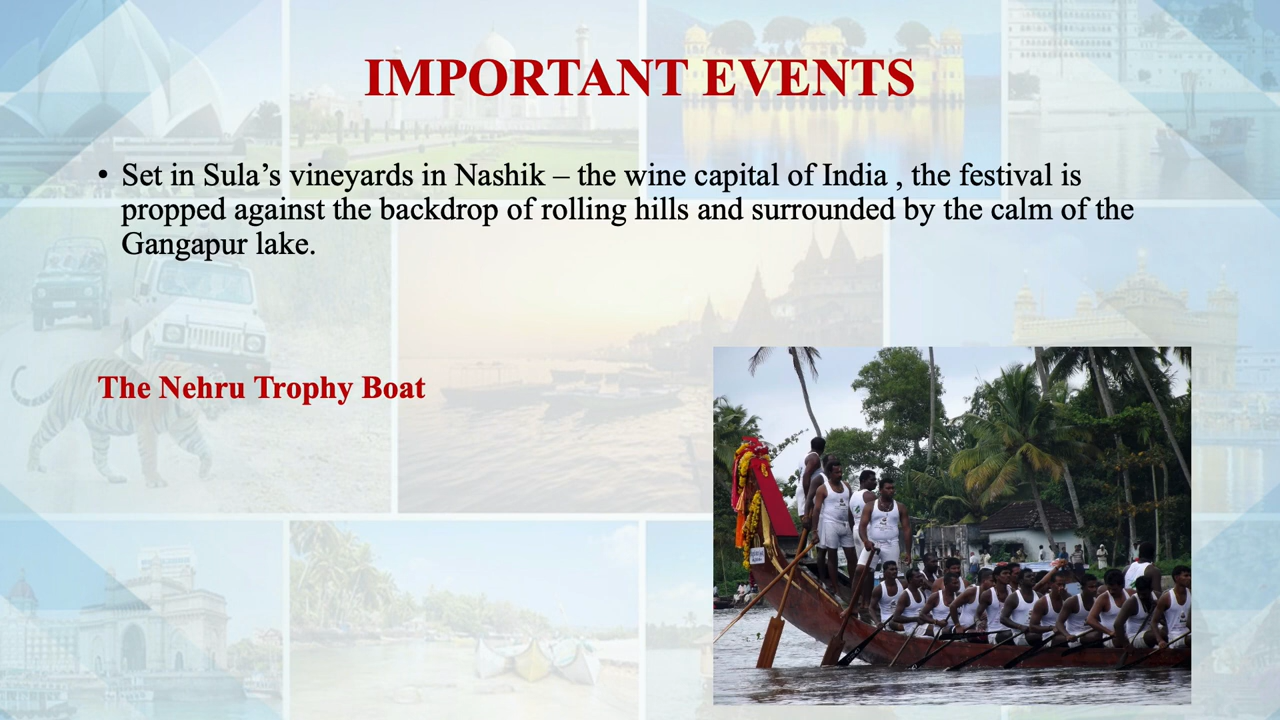 IMPORTANT EVENTS
• Set in Sula’s vineyards in Nashik – the wine capital of India , the festival is
propped against the backdrop of rolling hills and surrounded by the calm of the
Gangapur lake.
The Nehru Trophy Boat